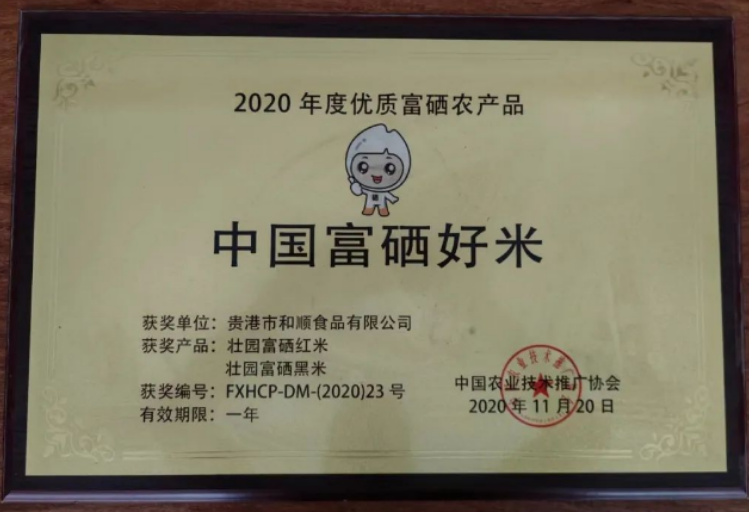 2020 年度优质富硒农产品
中国富硒好米
获奖单位：贵港市和顺食品有限公司
获奖产品：壮园富硒红米
壮园富硒黑米
获奖编号：FXHCP-DM-(2020)23 号
有效期限：一年
中国农业技术推广协会
2020 年 11 月 20 日